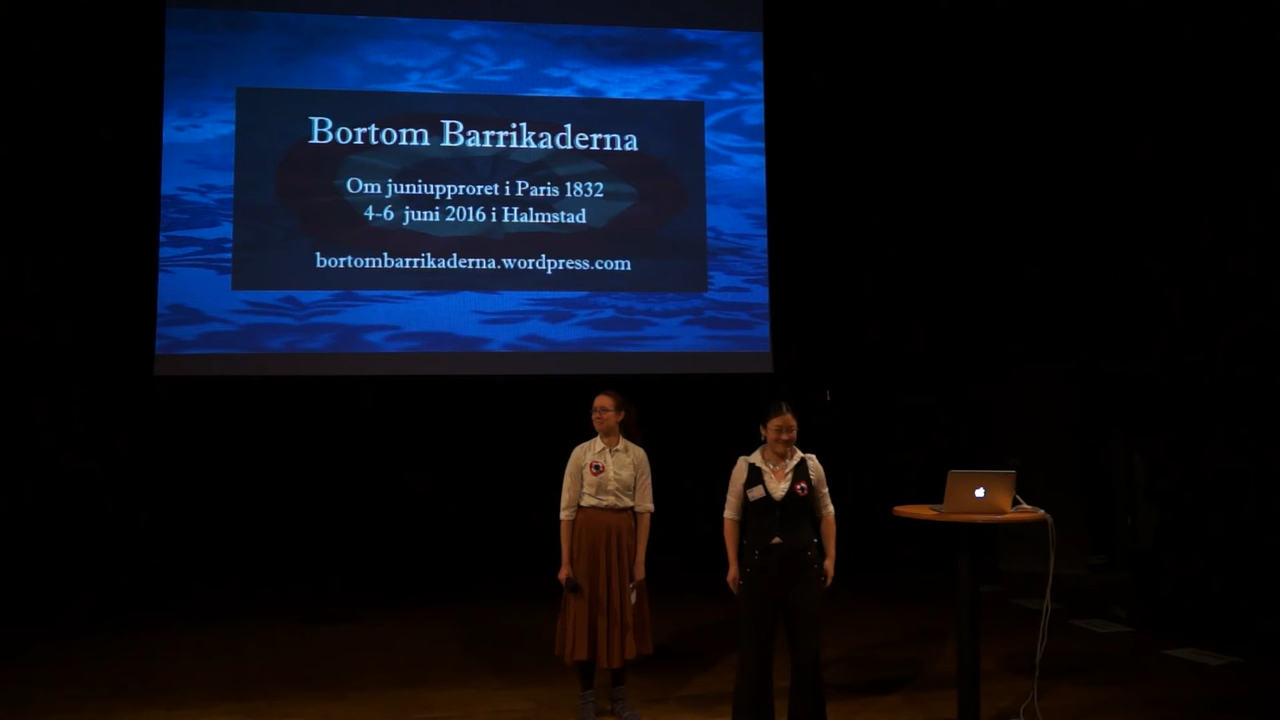 Bortom Barrikaderna
Om juniupproret i Paris 1832
4-6 juni 2016 i Halmstad
bortombarrikaderna.wordpress.com